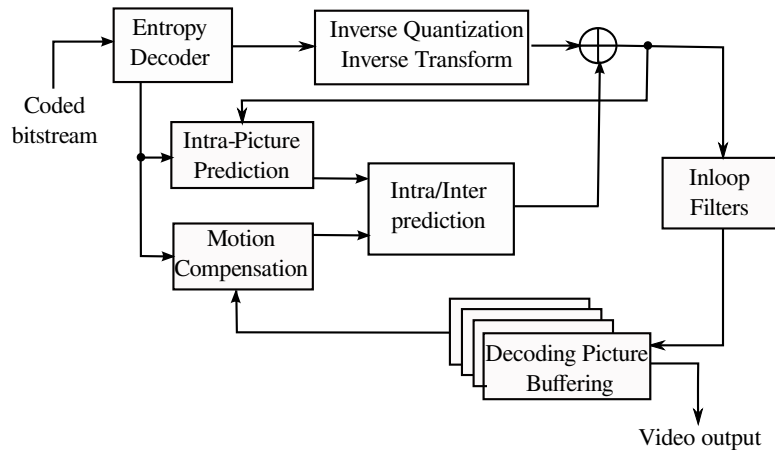 Entropy
Decoder
Inverse Quantization
Inverse Transform
Coded
bitstream
Intra-Picture
Prediction
Intra/Inter
prediction
Inloop
Filters
Motion
Compensation
Decoding Picture
Buffering
Video output